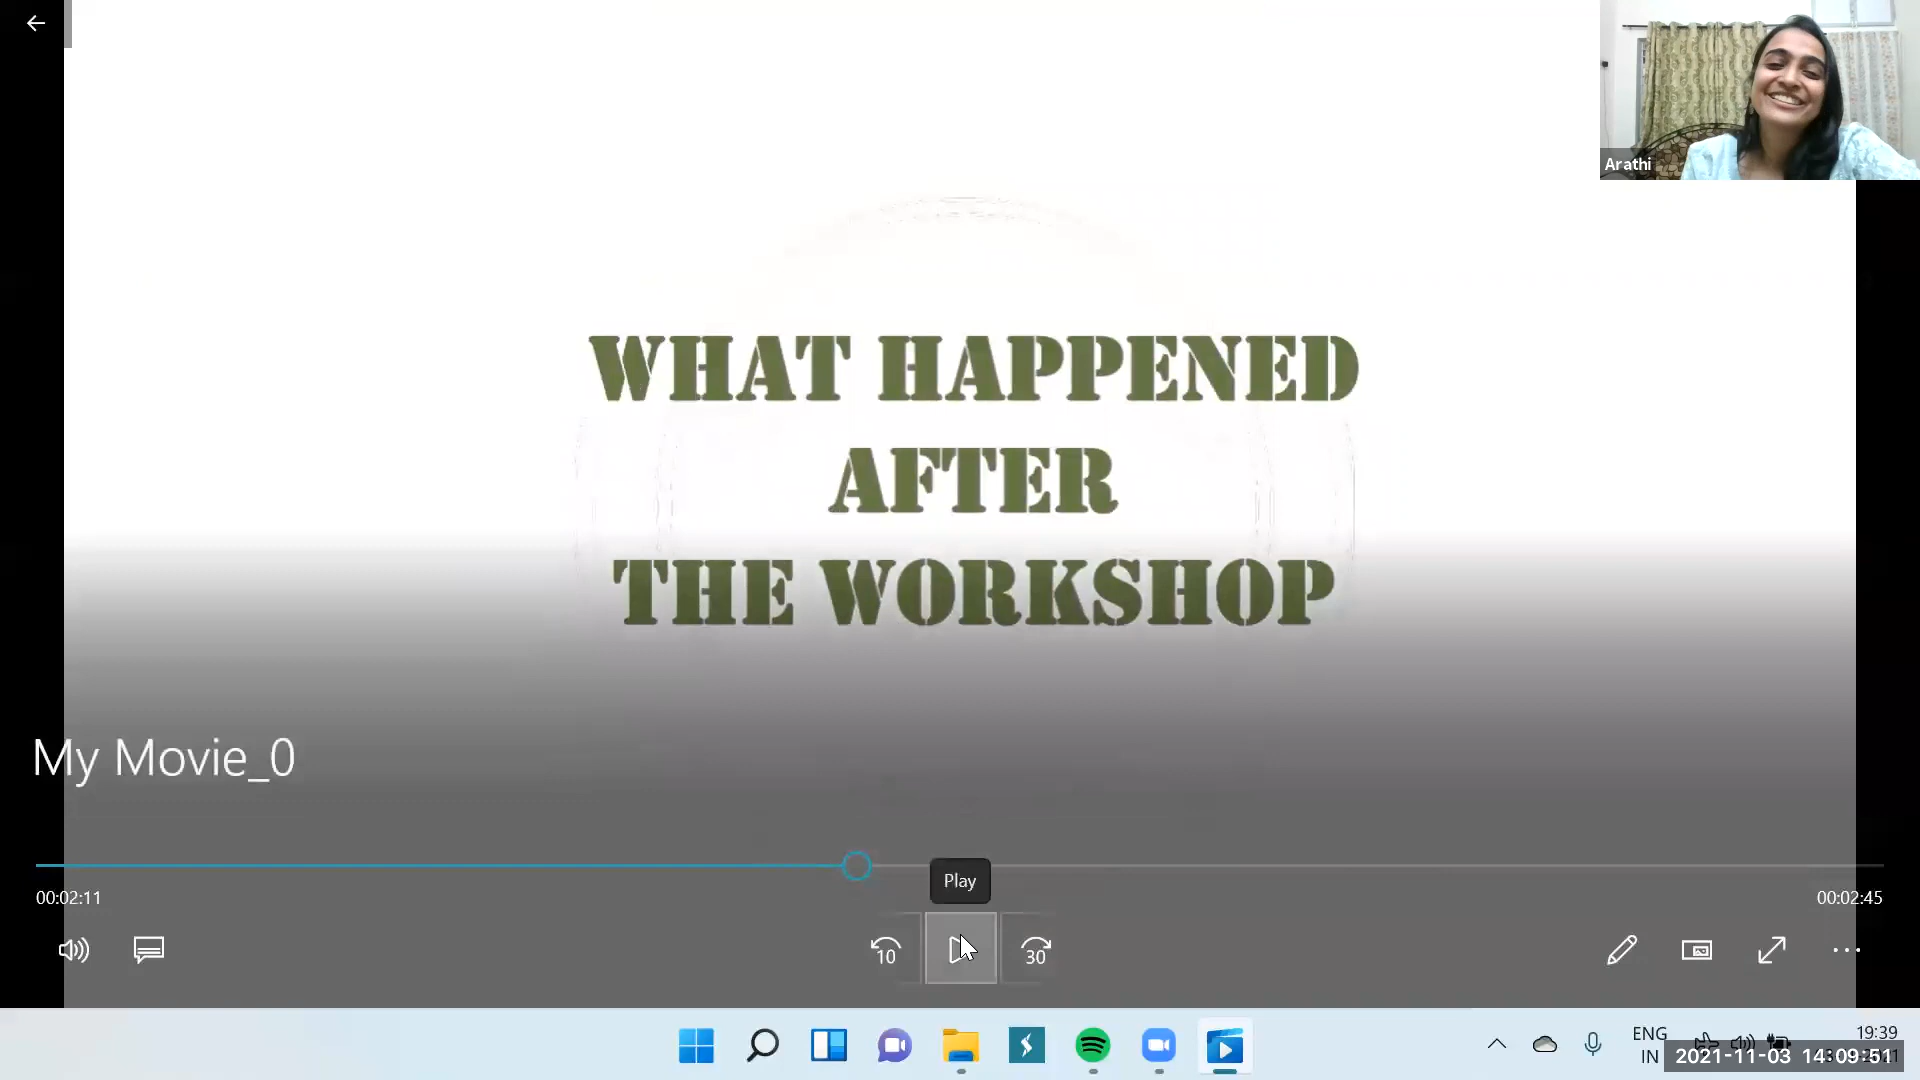 Arathi
WHAT HAPPENED
AFTER
THE WORKSHOP
My Movie_0
Play
00:02:11
00:02:45
10
30
ENG
IN
19:39
2021-11-03 14:09:51